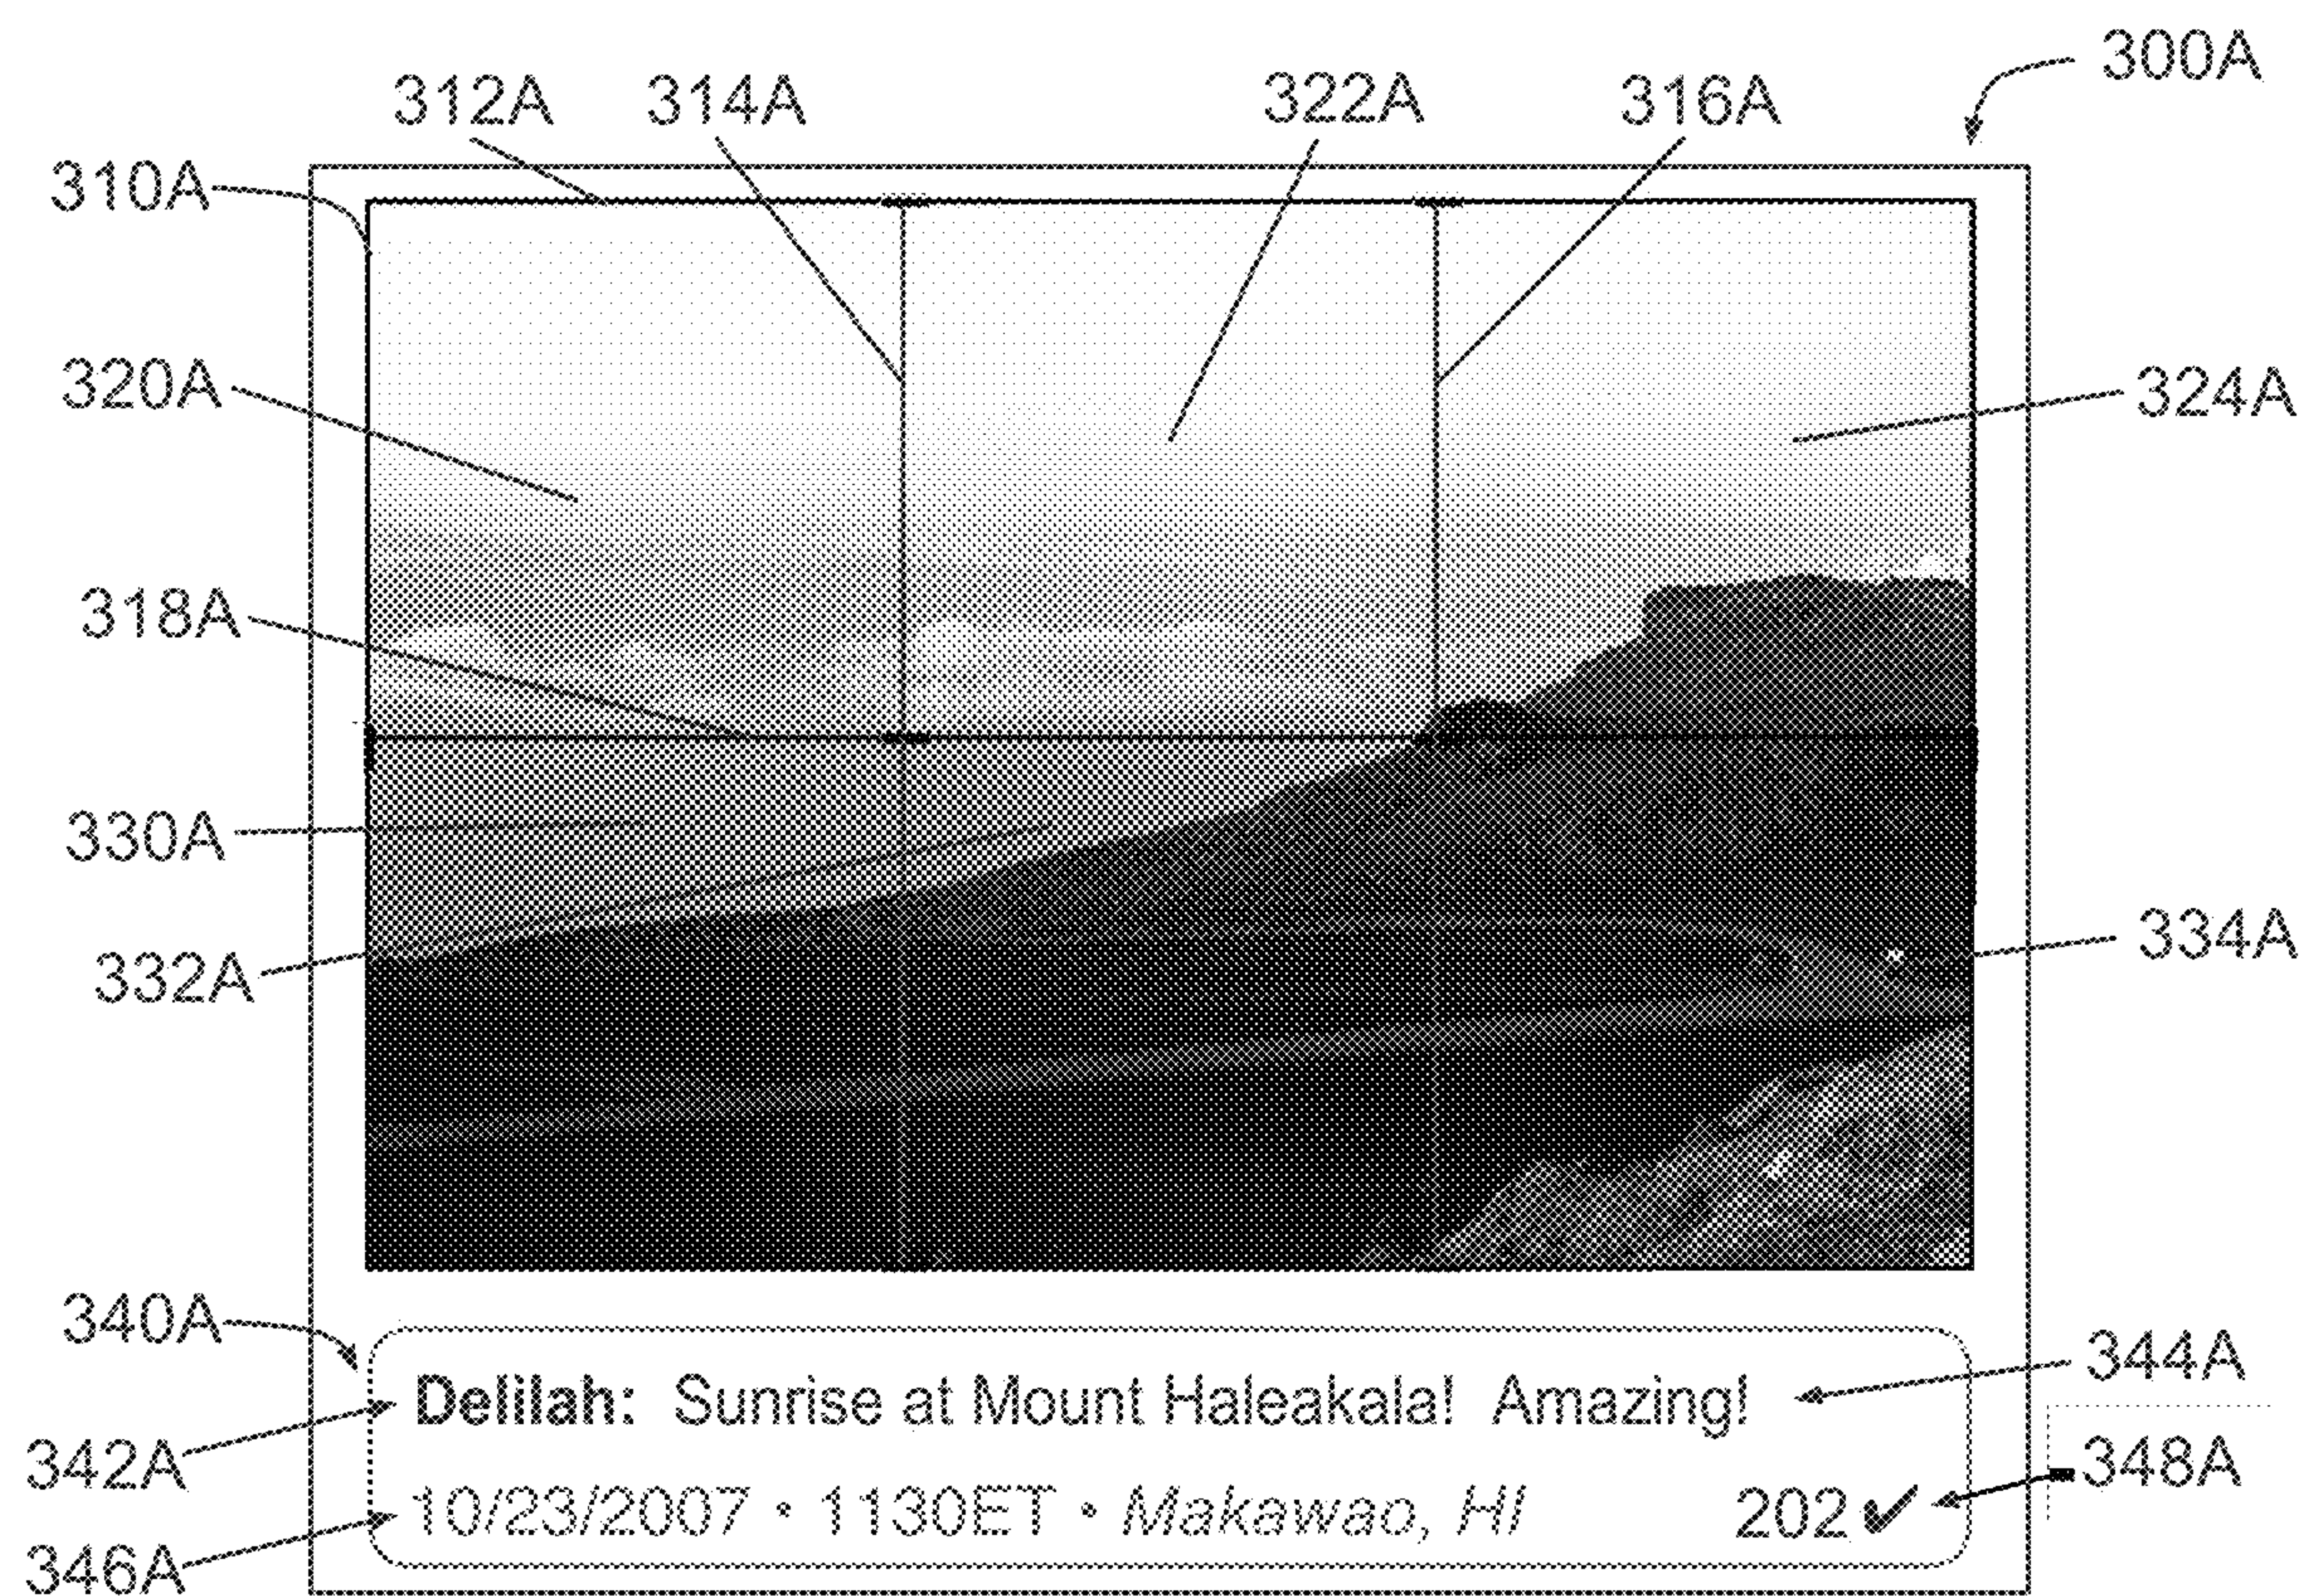 300A
312A 314A 322A 316A
310A
320A 324A
318A
330A
332A 334A
340A
Delilah: Sunrise at Mount Haleakala! Amazing! 344A
342A 348A
10/23/2007 • 1130ET • Makawao, HI 202✔
346A